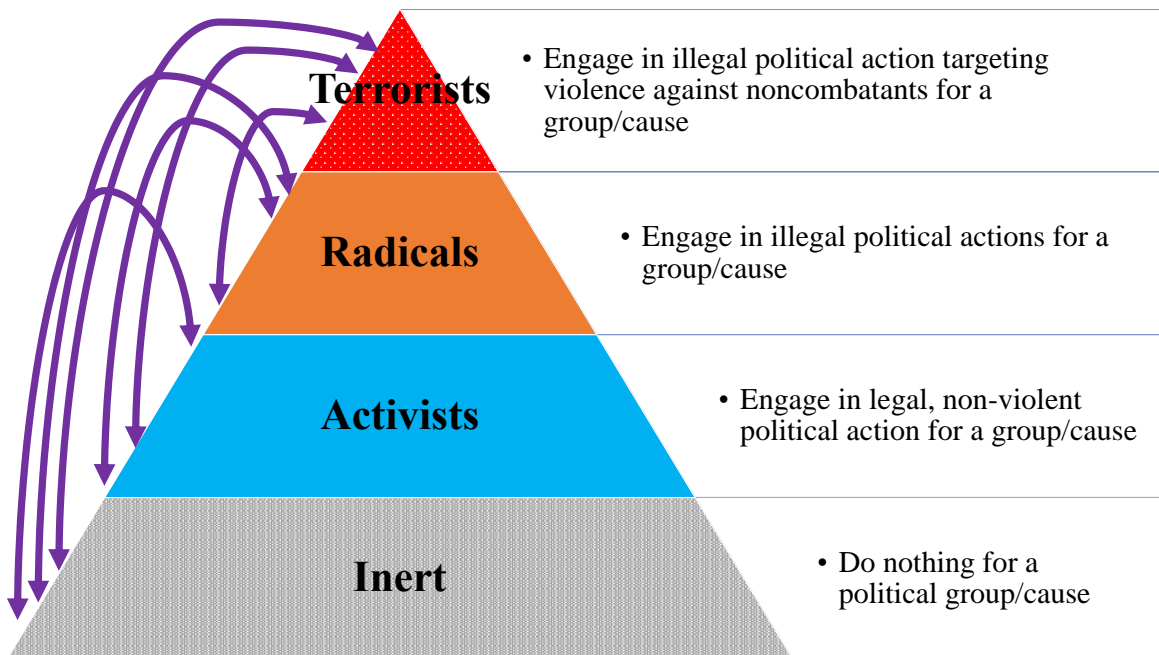 Terrorists
• Engage in illegal political action targeting
violence against noncombatants for a
group/cause
Radicals
• Engage in illegal political actions for a
group/cause
Activists
• Engage in legal, non-violent
political action for a group/cause
Inert
• Do nothing for a
political group/cause